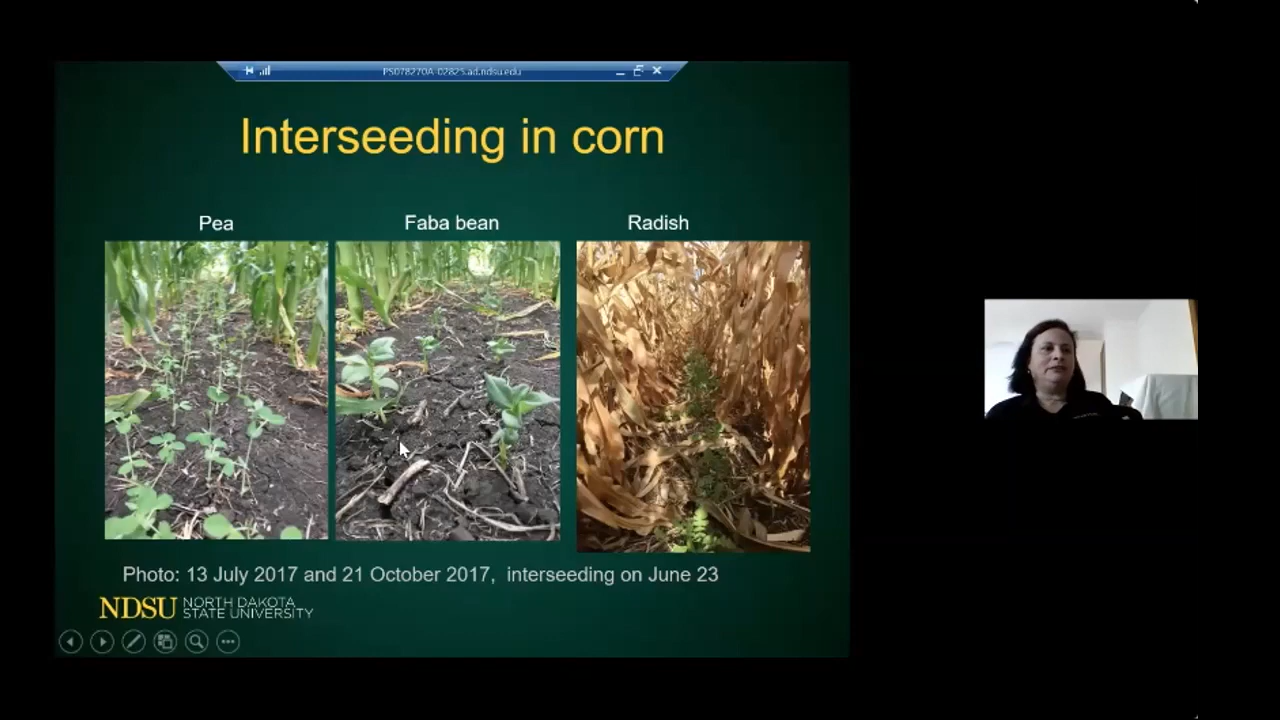 PS078270A-02825.ad.ndsu.edu
Interseeding in corn
Pea
Faba bean
Radish
Photo: 13 July 2017 and 21 October 2017, interseeding on June 23
NDSU NORTH DAKOTA
STATE UNIVERSITY